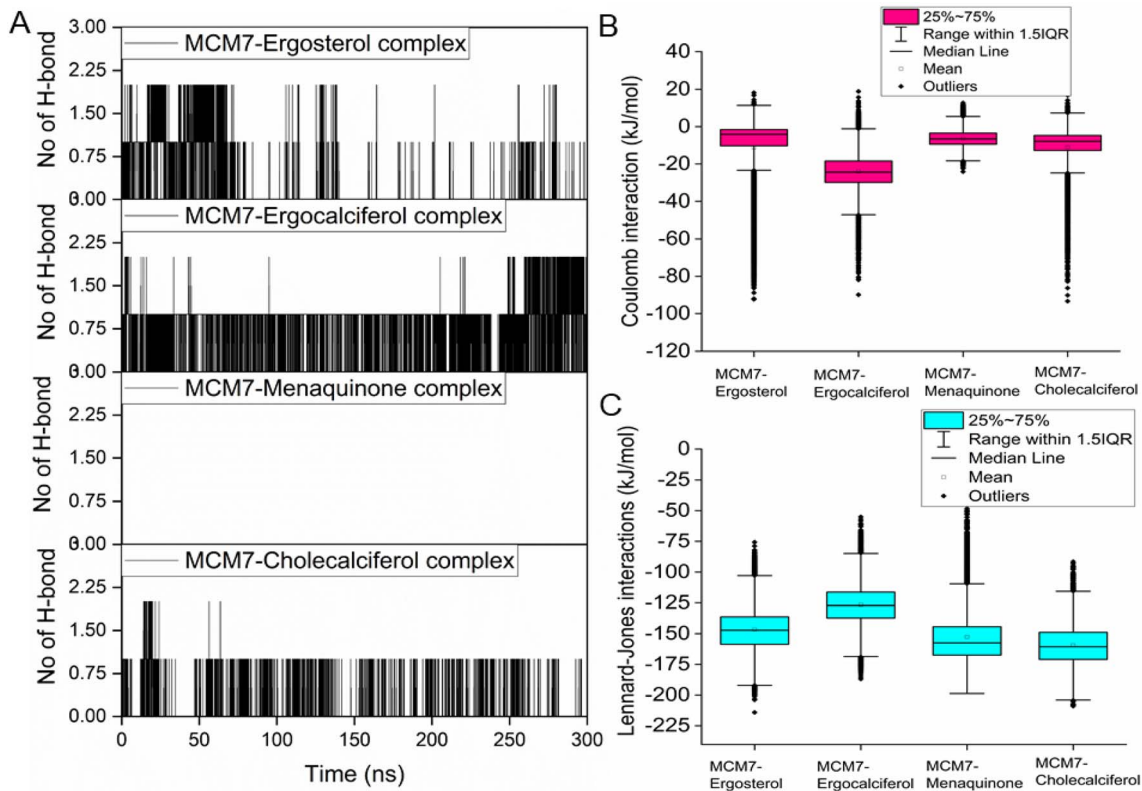 A
No of H-bond
3.00
2.25
1.50
0.75
0.00
MCM7-Ergosterol complex
No of H-bond
2.25
1.50
0.75
0.00
MCM7-Ergocalciferol complex
No of H-bond
2.25
1.50
0.75
0.00
MCM7-Menaquinone complex
No of H-bond
2.25
1.50
0.75
0.00
MCM7-Cholecalciferol complex
0
50
100
150
200
250
300
Time (ns)
B
25%~75%
Range within 1.5IQR
Median Line
Mean
Outliers
Coulomb interaction (kJ/mol)
40
20
0
-20
-40
-60
-80
-100
-120
MCM7-
Ergosterol
MCM7-
Ergocalciferol
MCM7-
Menaquinone
MCM7-
Cholecalciferol
C
25%~75%
Range within 1.5IQR
Median Line
Mean
Outliers
Lennard-Jones interactions (kJ/mol)
0
-25
-50
-75
-100
-125
-150
-175
-200
-225
MCM7-
Ergosterol
MCM7-
Ergocalciferol
MCM7-
Menaquinone
MCM7-
Cholecalciferol